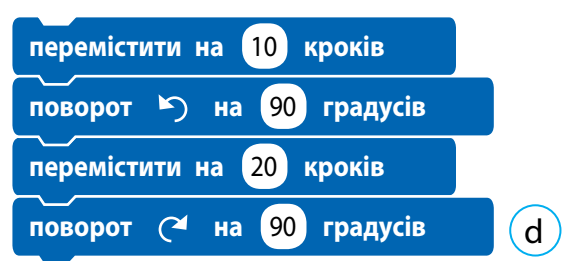 перемістити на 10 кроків
поворот на 90 градусів
перемістити на 20 кроків
поворот на 90 градусів
d